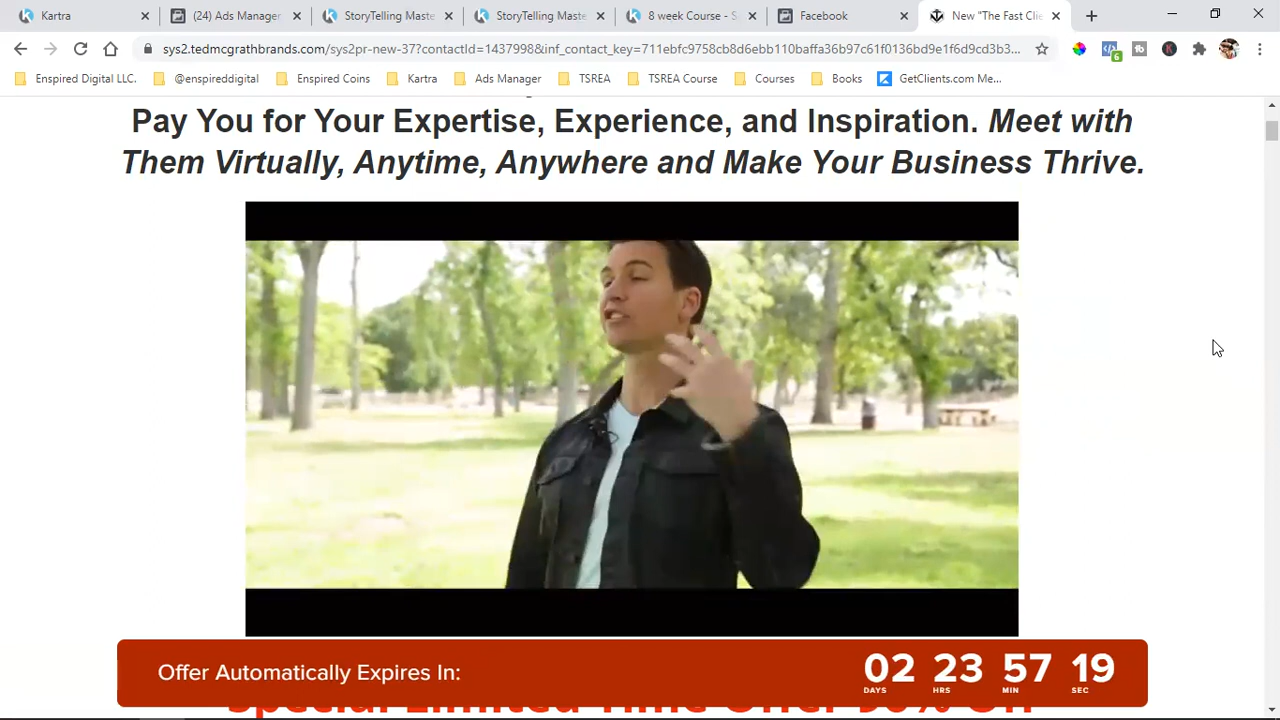 Kartra
(24) Ads Manager
StoryTelling Maste
StoryTelling Maste
8 week Course - S
Facebook
New "The Fast Clie
sys2.tedmcgrathbrands.com/sys2pr-new-37?contactId=1437998&inf_contact_key=711ebfc9758cb8d6ebb110baffa36b97c61f0136bd9e1f6d9cd3b3...
6
Enspired Digital LLC.
@enspireddigital
Enspired Coins
Kartra
Ads Manager
TSREA
TSREA Course
Courses
Books
GetClients.com Me...
Pay You for Your Expertise, Experience, and Inspiration. Meet with
Them Virtually, Anytime, Anywhere and Make Your Business Thrive.
Offer Automatically Expires In:
02 23 57 19
DAYS HRS MIN SEC